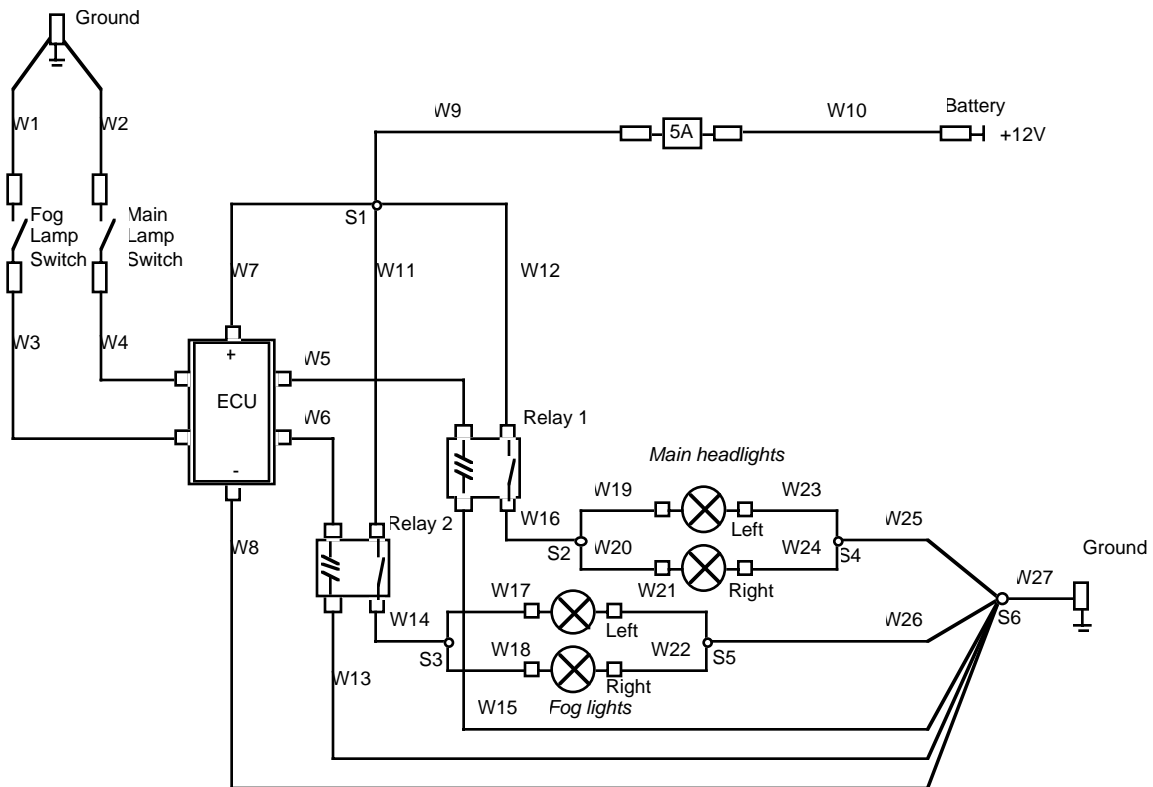 Ground
W9
W10
Battery
5A
+12V
W1
W2
Fog
Lamp
Switch
Main
Lamp
Switch
S1
W7
W11
W12
W3
W4
W5
+
ECU
W6
-
Relay 1
Main headlights
W19
W23
W16
Left
W25
Relay 2
W8
S2
W20
W24
S4
Ground
W17
W21
Right
W27
W14
Left
W26
S6
S3
W18
W22
S5
W13
Right
W15
Fog lights